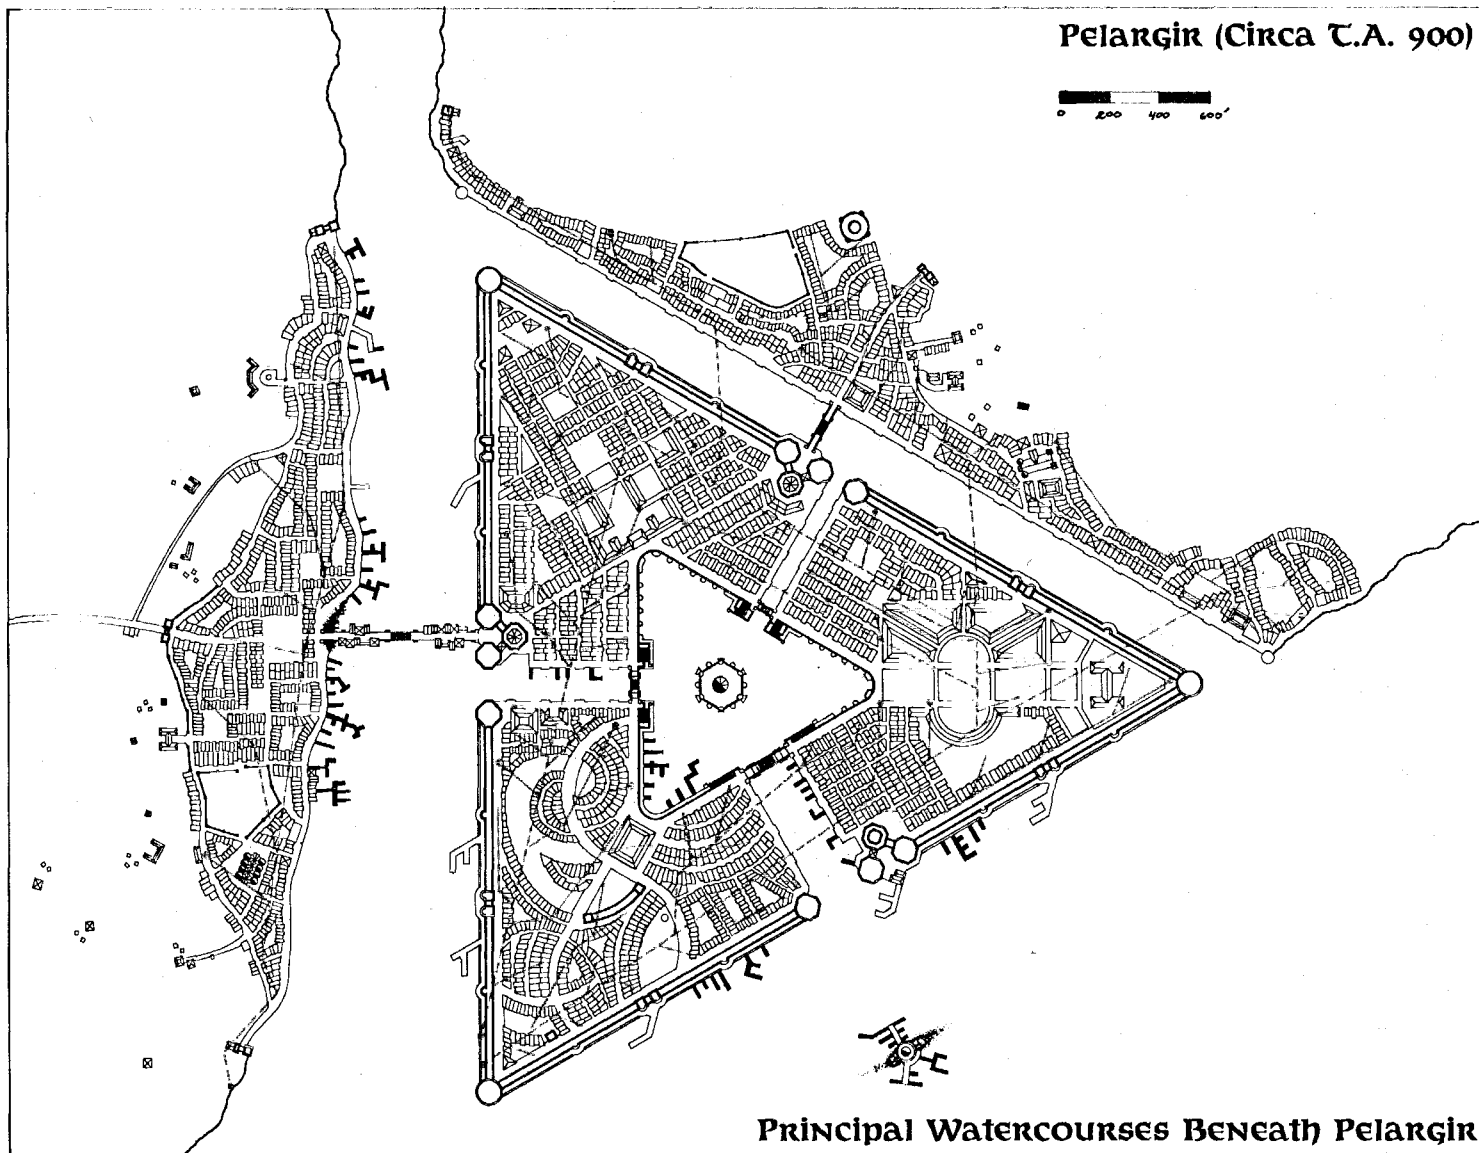 Pelargir (Circa T.A. 900)
0 200 400 600'
Principal Watercourses Beneath Pelargir